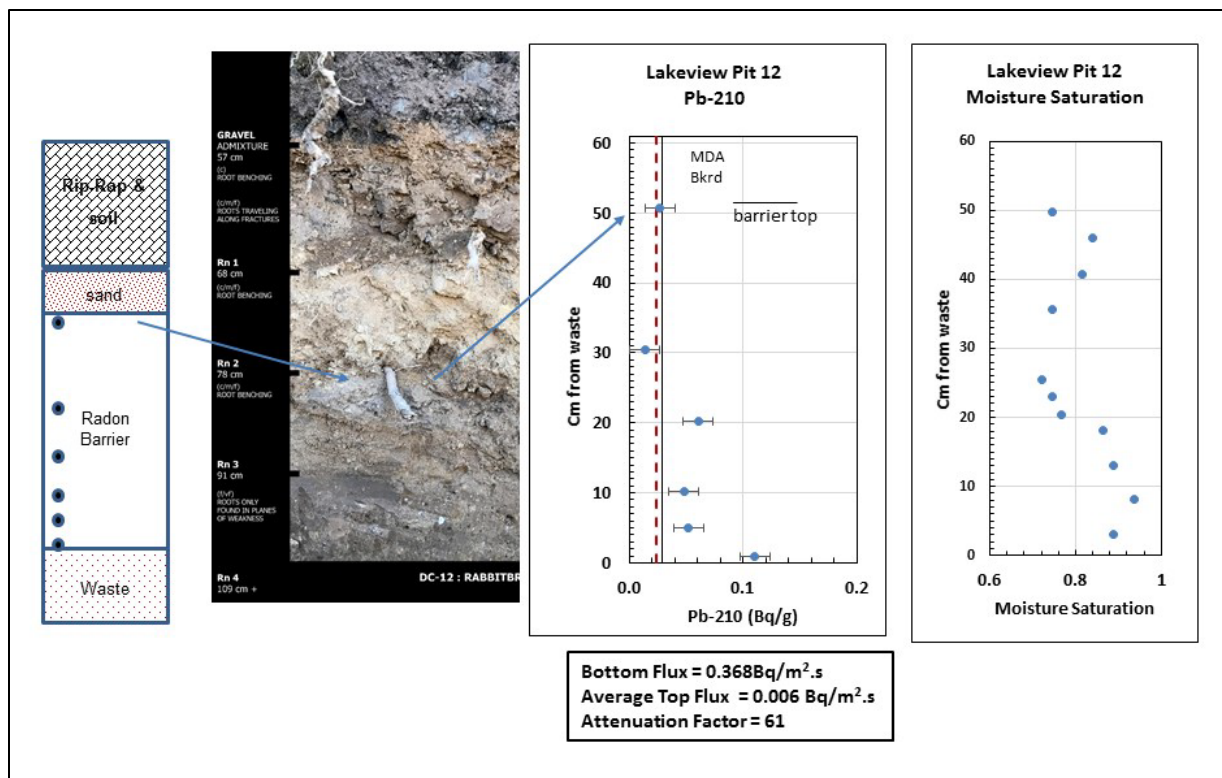 Rip-Rap &
soil
sand
Radon
Barrier
Waste
GRAVEL
ADMIXTURE
57 cm
(c)
ROOT BENCHING
(c/m/f)
ROOTS TRAVELING
ALONG FRACTURES
Rn 1
68 cm
(c/m/f)
ROOT BENCHING
Rn 2
78 cm
(c/m/f)
ROOT BENCHING
Rn 3
91 cm
(f/vf)
ROOTS ONLY
FOUND IN PLANES
OF WEAKNESS
Rn 4
109 cm +
DC-12 : RABBITBR
Lakeview Pit 12
Pb-210
60
50
40
30
20
10
0
Cm from waste
MDA
Bkrd
barrier top
0.0 0.1 0.2
Pb-210 (Bq/g)
Lakeview Pit 12
Moisture Saturation
60
50
40
30
20
10
0
Cm from waste
0.6 0.8 1
Moisture Saturation
Bottom Flux = 0.368Bq/m².s
Average Top Flux = 0.006 Bq/m².s
Attenuation Factor = 61